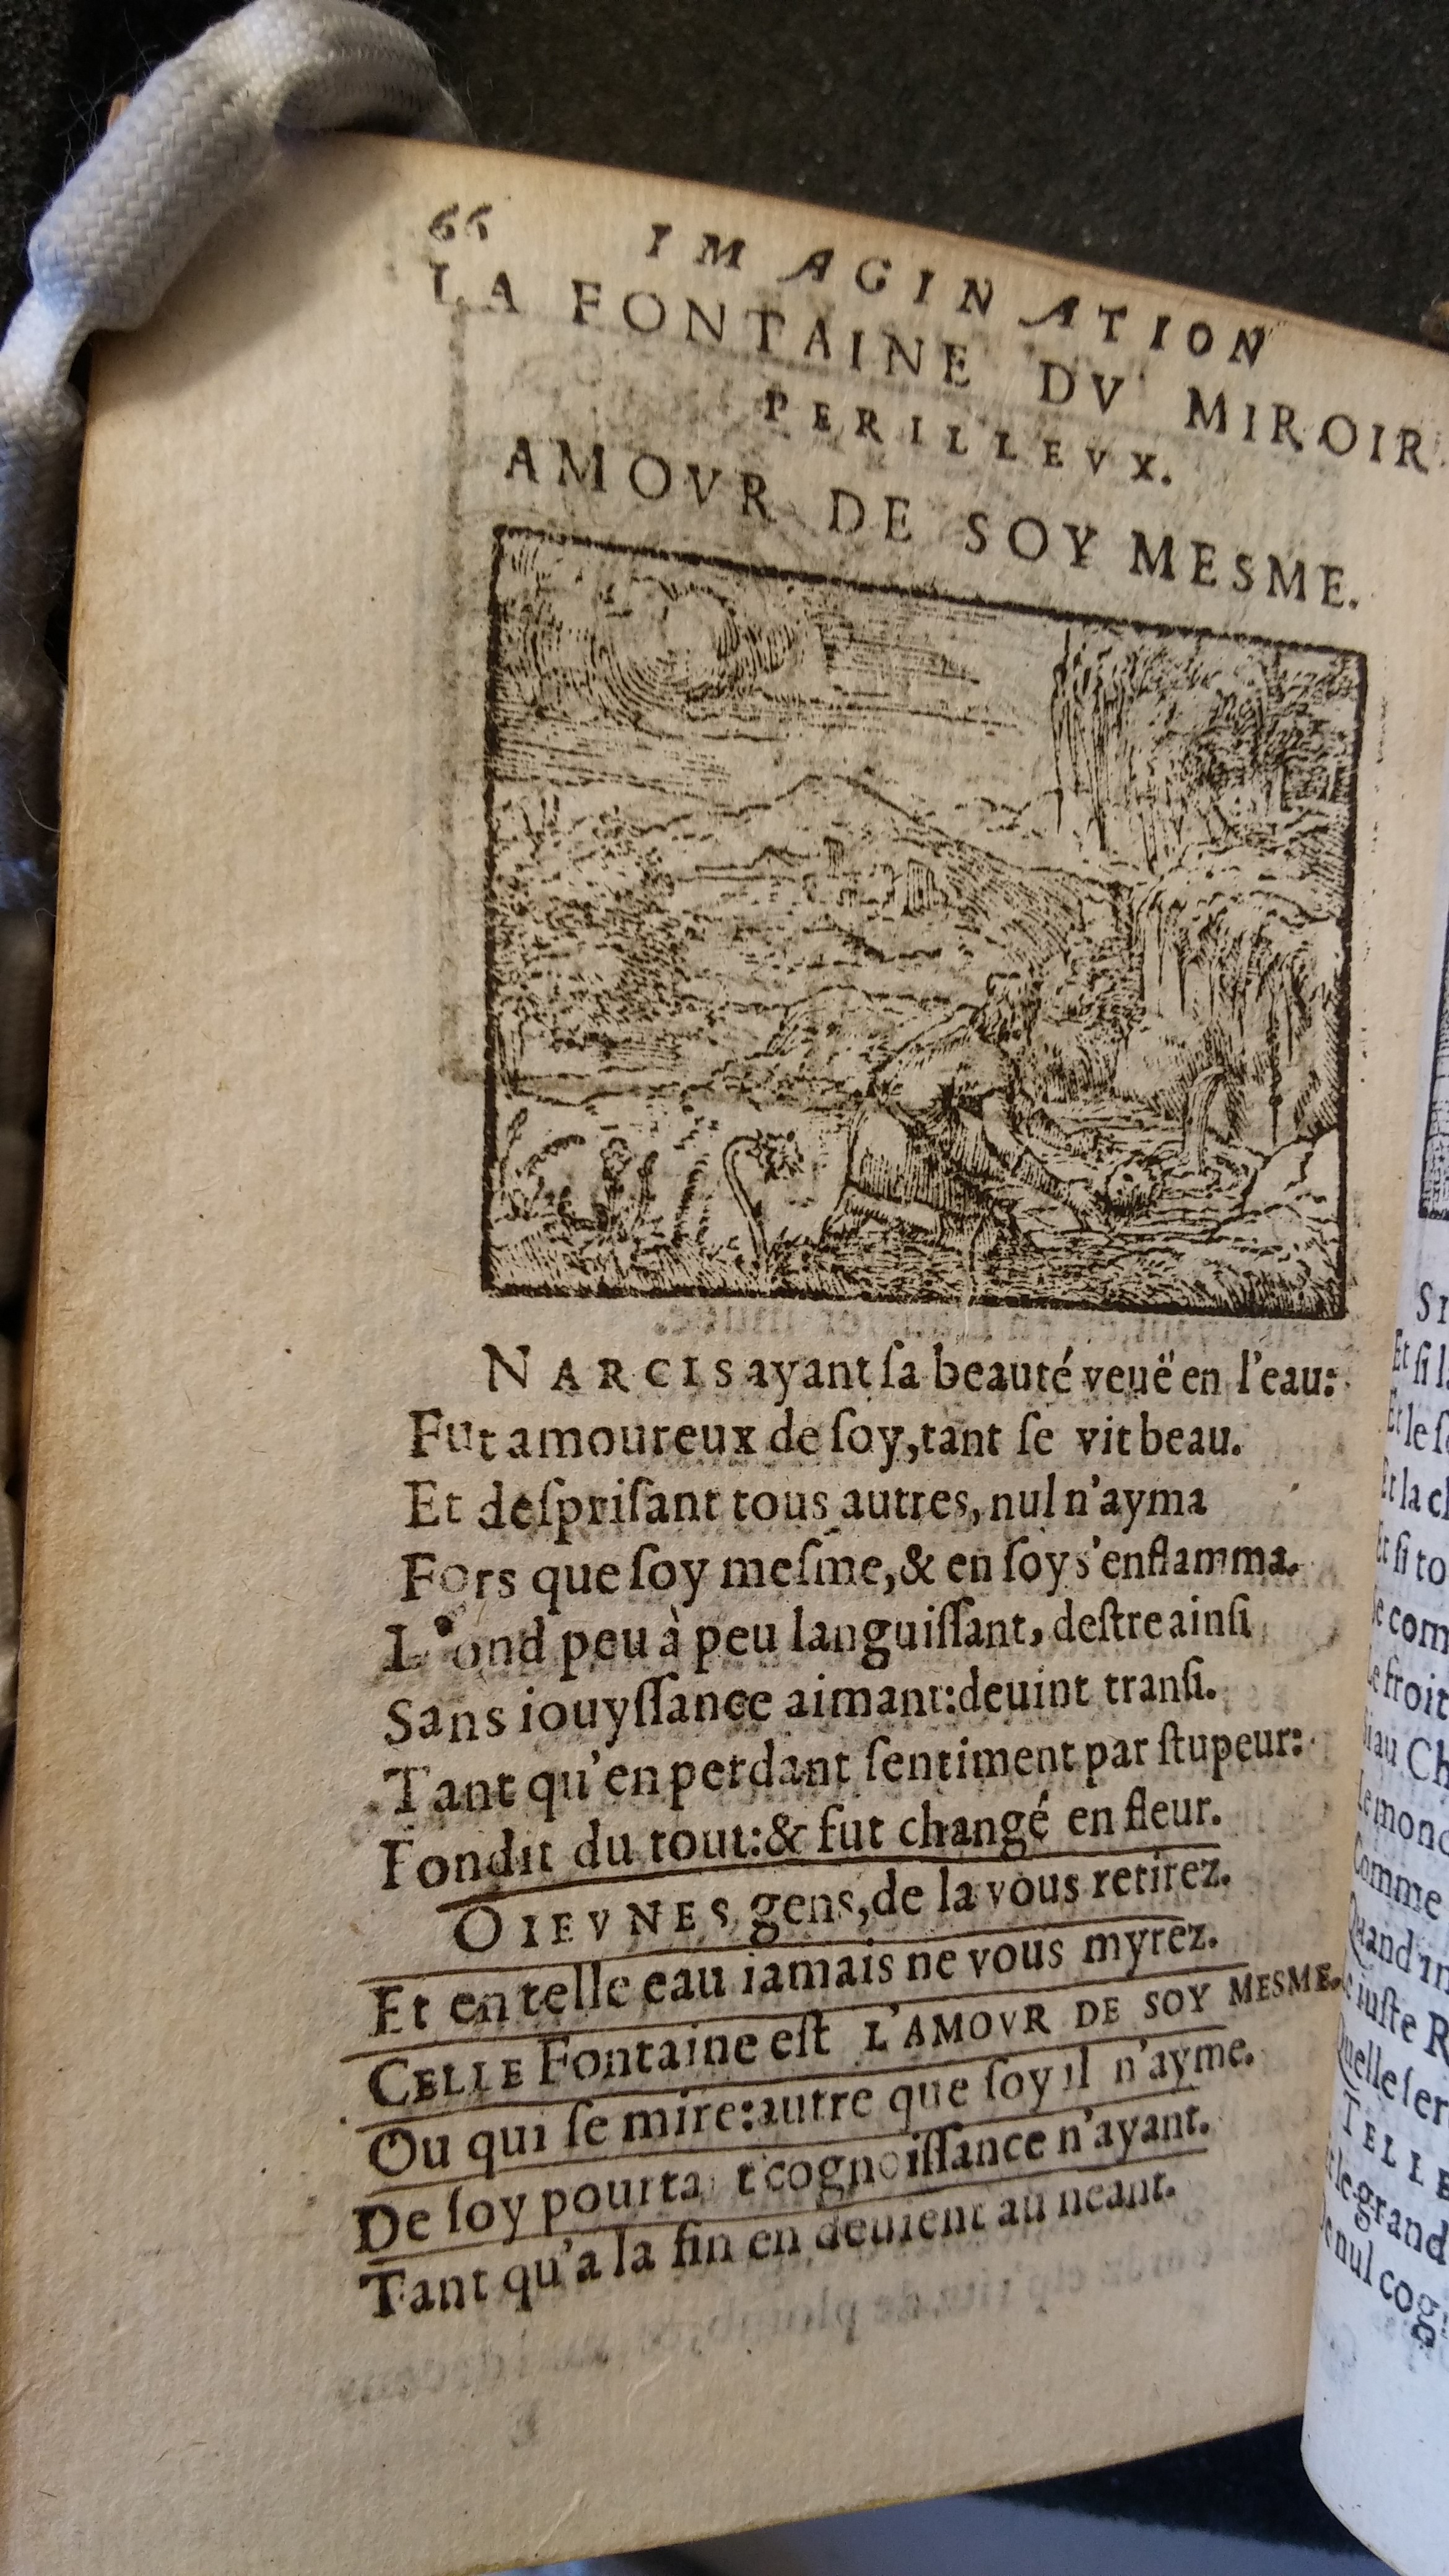 66 IMAGINATION
LA FONTAINE DV MIROIR
PERILLEVX.
AMOVR DE SOY MESME.
NARCIS ayant ſa beauté veuë en l'eau:
Fut amoureux de ſoy, tant ſe vit beau.
Et deſpriſant tous autres, nul n'ayma
Fors que ſoy meſme, & en ſoy s'enflamma.
ond peu à peu languiſſant, deſtre ainſi
Sans iouyſſance aimant: deuint tranſi.
Tant qu'en perdant ſentiment par ſtupeur:
Fondit du tout: & fut changé en fleur.
O IEVNES gens, de la vous retirez.
Et en telle eau iamais ne vous myrez.
CELLE Fontaine eſt L'AMOVR DE SOY MESME.
Ou qui ſe mire: autre que ſoy il n'ayme.
De ſoy pourta t cognoiſſance n'ayant.
Tant qu'a la fin en deuient au neant.